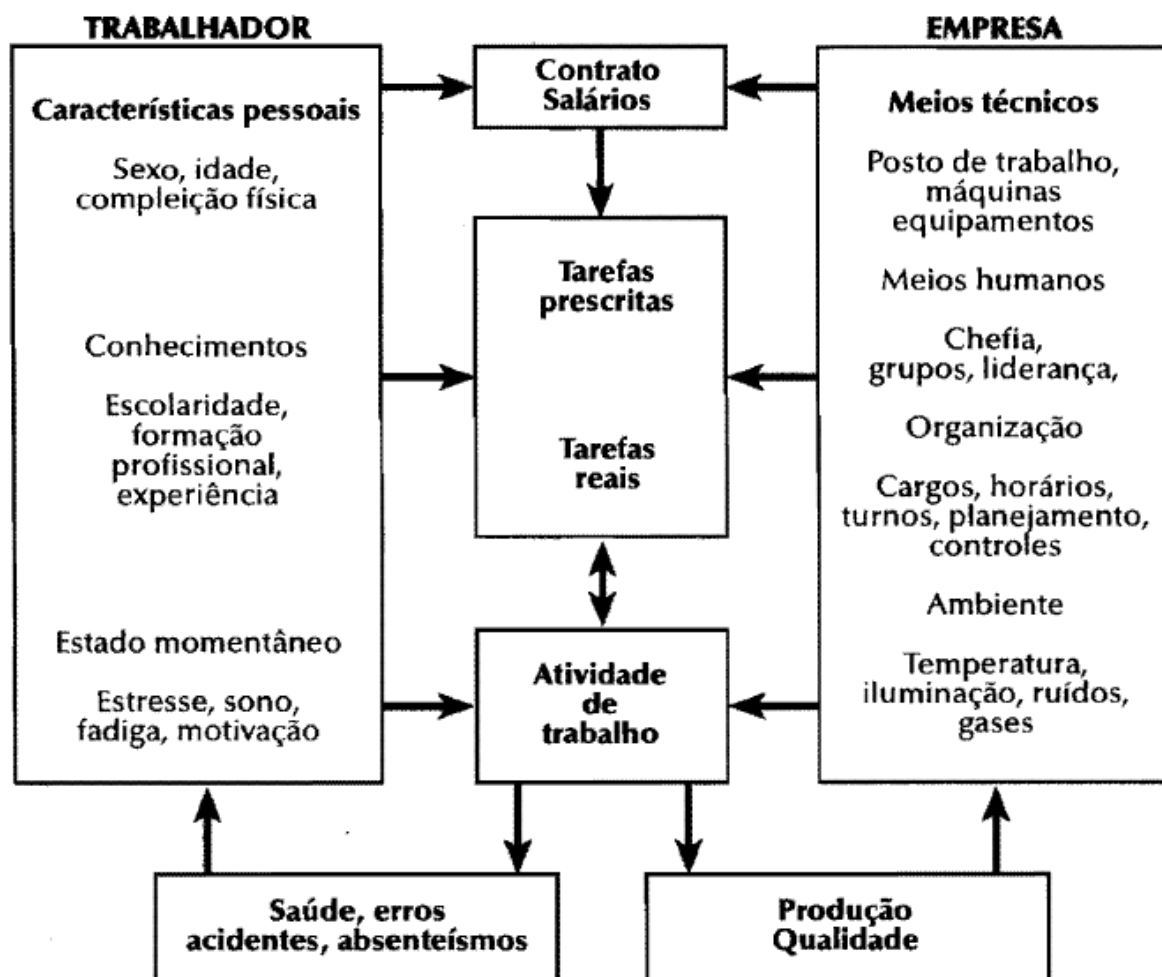 TRABALHADOR
Características pessoais
Sexo, idade,
compleição física
Conhecimentos
Escolaridade,
formação
profissional,
experiência
Estado momentâneo
Estresse, sono,
fadiga, motivação
Contrato
Salários
Tarefas
prescritas
Tarefas
reais
Atividade
de
trabalho
EMPRESA
Meios técnicos
Posto de trabalho,
máquinas
equipamentos
Meios humanos
Chefia,
grupos, liderança,
Organização
Cargos, horários,
turnos, planejamento,
controles
Ambiente
Temperatura,
iluminação, ruídos,
gases
Saúde, erros
acidentes, absenteísmos
Produção
Qualidade